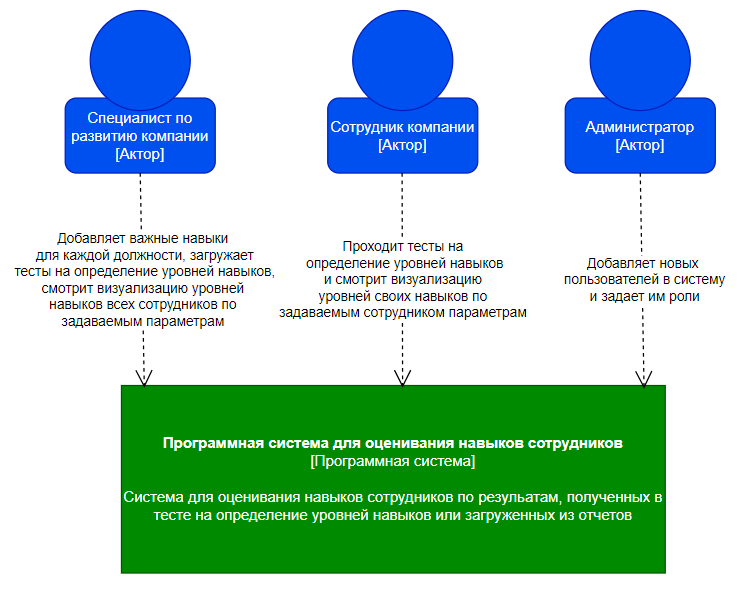 Специалист по
развитию компании
[Актор]
Сотрудник компании
[Актор]
Администратор
[Актор]
Добавляет важные навыки
для каждой должности, загружает
тесты на определение уровней навыков,
смотрит визуализацию уровней
навыков всех сотрудников по
задаваемым параметрам
Проходит тесты на
определение уровней навыков
и смотрит визуализацию
уровней своих навыков по
задаваемым сотрудником параметрам
Добавляет новых
пользователей в систему
и задает им роли
Программная система для оценивания навыков сотрудников
[Программная система]
Система для оценивания навыков сотрудников по резульатам, полученных в
тесте на определение уровней навыков или загруженных из отчетов